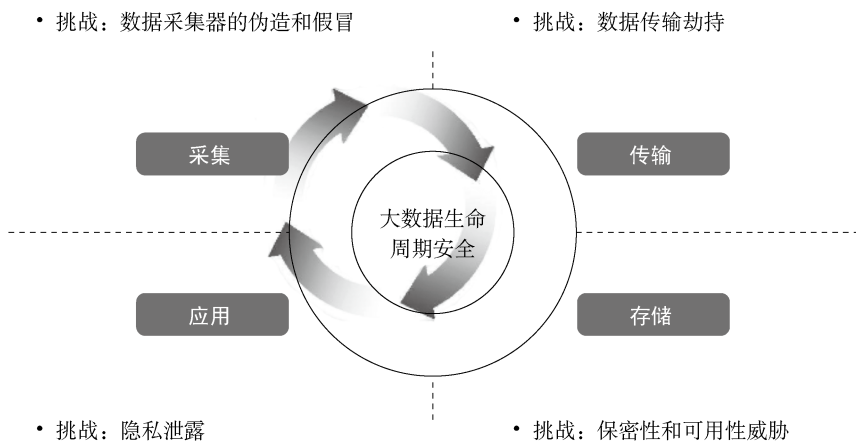 • 挑战：数据采集器的伪造和假冒
• 挑战：数据传输劫持
采集
传输
大数据生命
周期安全
应用
存储
• 挑战：隐私泄露
• 挑战：保密性和可用性威胁